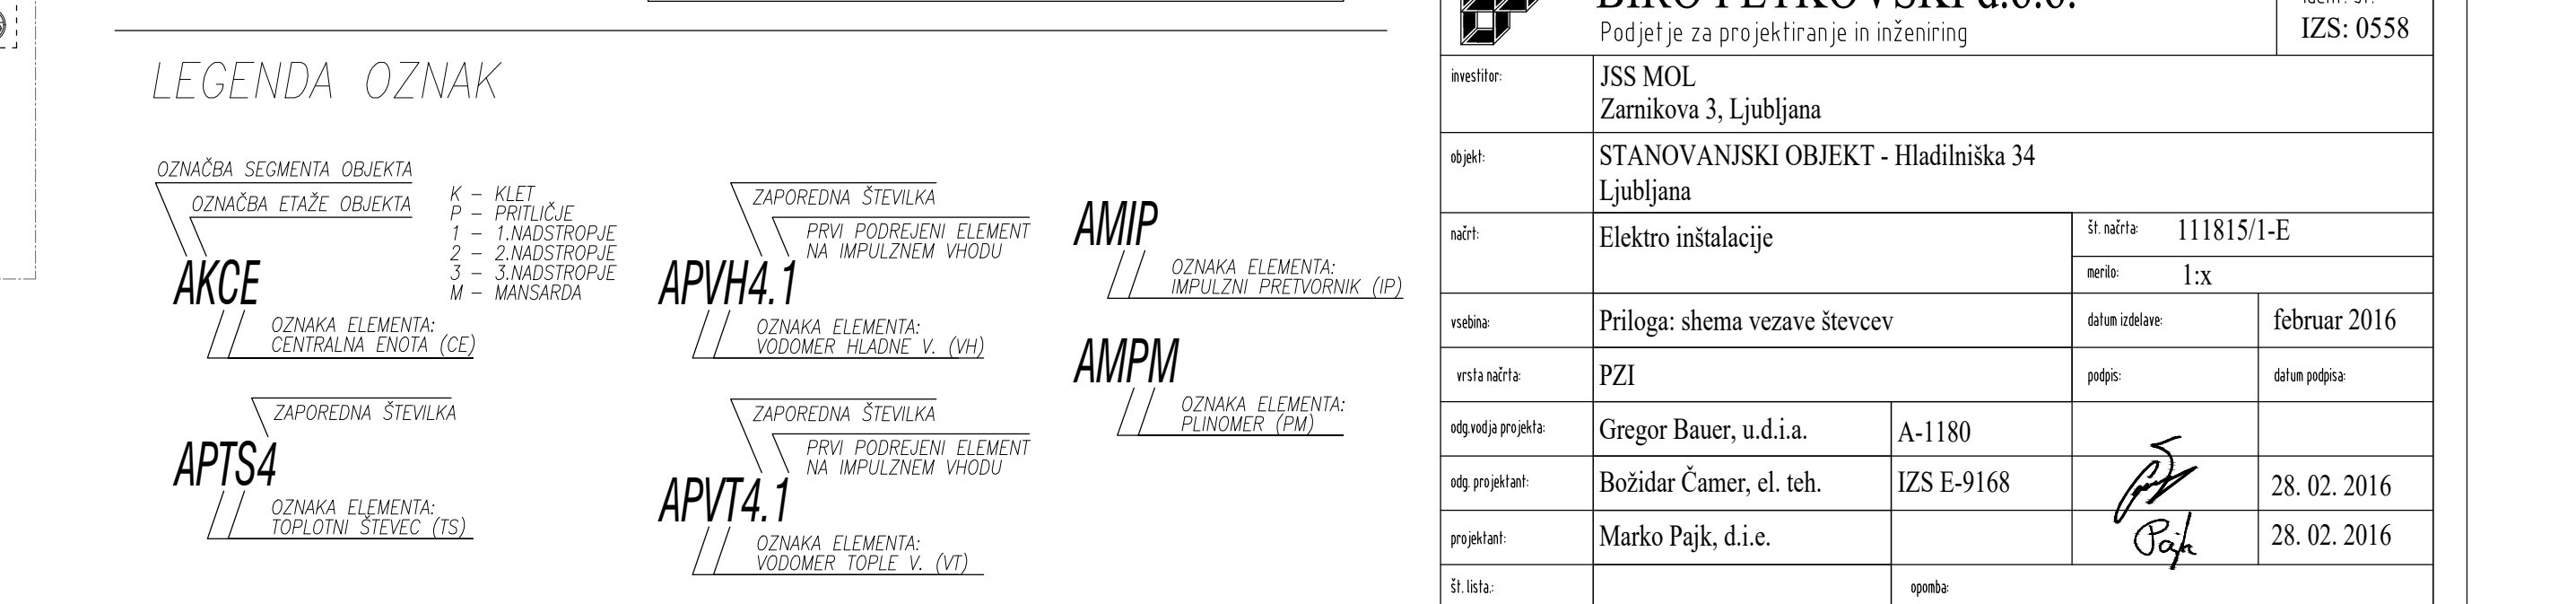 LEGENDA OZNAK
OZNAČBA SEGMENTA OBJEKTA
OZNAČBA ETAŽE OBJEKTA
K – KLET
P – PRITLIČJE
1 – 1.NADSTROPJE
2 – 2.NADSTROPJE
3 – 3.NADSTROPJE
M – MANSARDA
AKCE
OZNAKA ELEMENTA:
CENTRALNA ENOTA (CE)
ZAPOREDNA ŠTEVILKA
APTS4
OZNAKA ELEMENTA:
TOPLOTNI ŠTEVEC (TS)
ZAPOREDNA ŠTEVILKA
PRVI PODREJENI ELEMENT
NA IMPULZNEM VHODU
APVH4.1
OZNAKA ELEMENTA:
VODOMER HLADNE V. (VH)
ZAPOREDNA ŠTEVILKA
PRVI PODREJENI ELEMENT
NA IMPULZNEM VHODU
APVT4.1
OZNAKA ELEMENTA:
VODOMER TOPLE V. (VT)
AMIP
OZNAKA ELEMENTA:
IMPULZNI PRETVORNIK (IP)
AMPM
OZNAKA ELEMENTA:
PLINOMER (PM)
BIRO PETKOVSKI d.o.o.
Podjetje za projektiranje in inženiring
ident. št.
IZS: 0558
investitor: JSS MOL
Zarnikova 3, Ljubljana
objekt: STANOVANJSKI OBJEKT - Hladilniška 34
Ljubljana
načrt: Elektro inštalacije
št. načrta: 111815/1-E
merilo: 1:x
vsebina: Priloga: shema vezave števcev
datum izdelave: februar 2016
vrsta načrta: PZI
podpis: datum podpisa:
odg.vodja projekta: Gregor Bauer, u.d.i.a. A-1180
odg. projektant: Božidar Čamer, el. teh. IZS E-9168 28. 02. 2016
projektant: Marko Pajk, d.i.e. Pajk 28. 02. 2016
št. lista.: opomba: